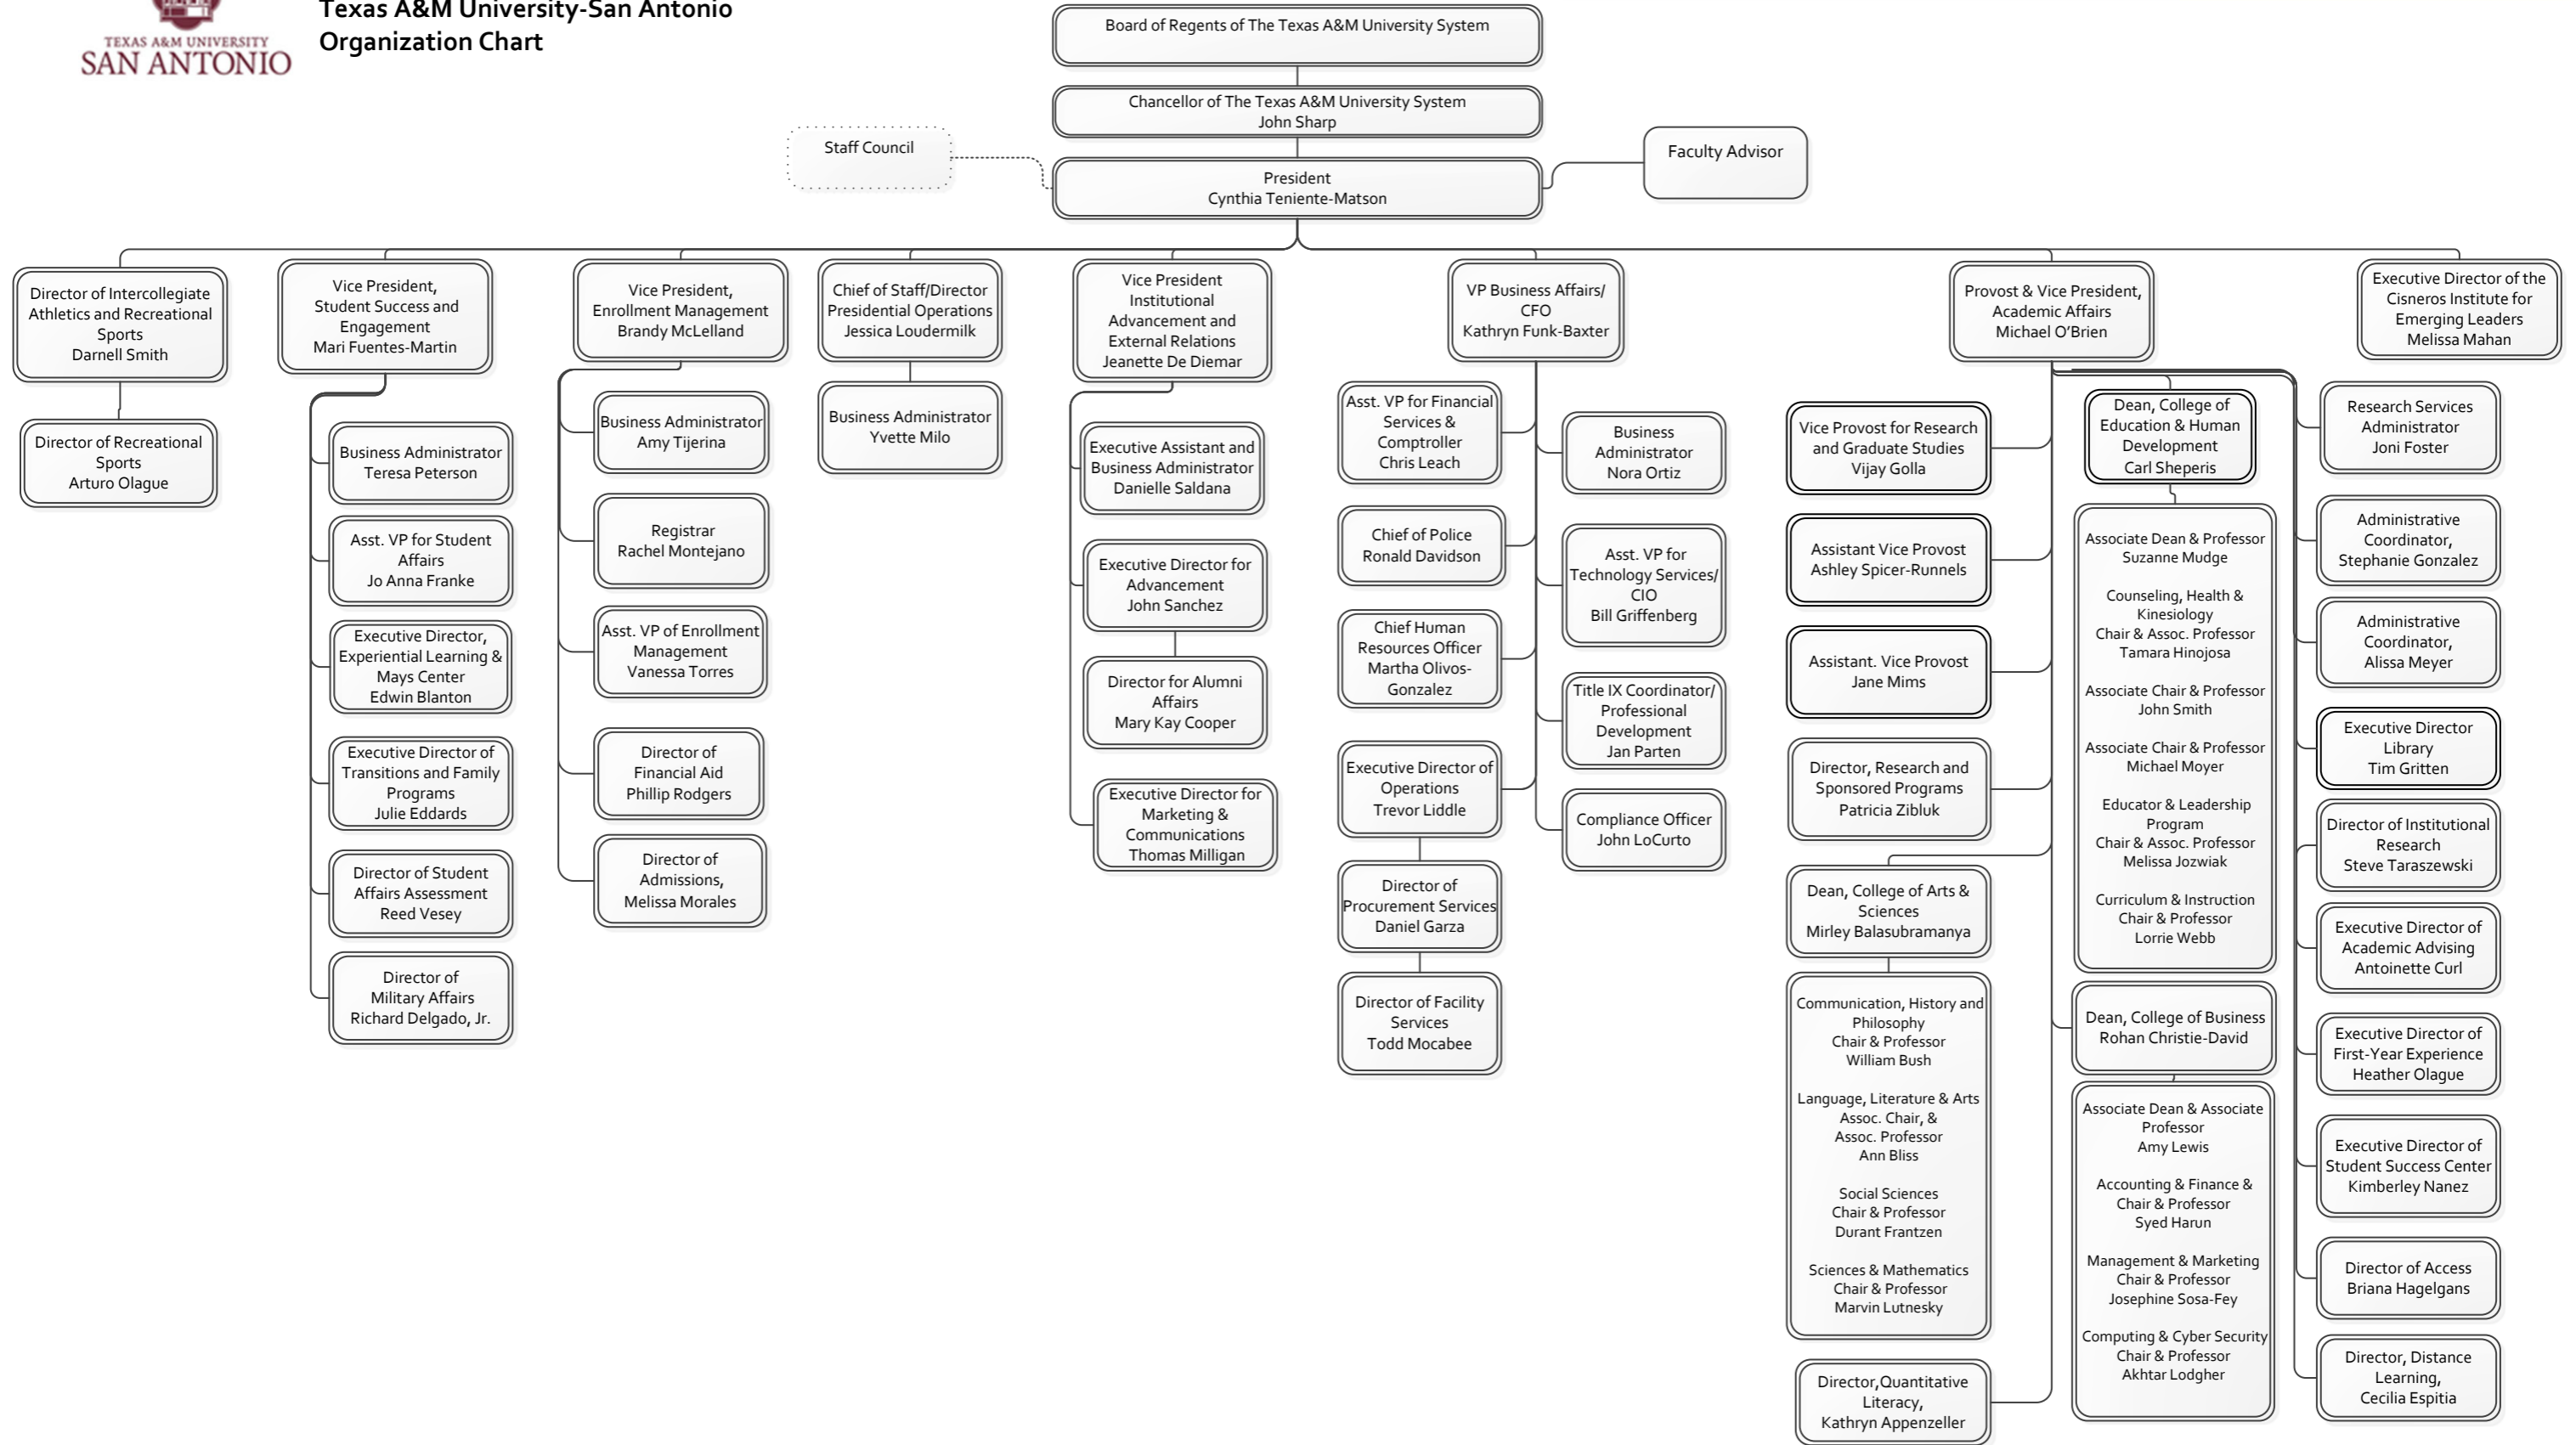 TEXAS A&M UNIVERSITY
SAN ANTONIO
Texas A&M University-San Antonio
Organization Chart
Board of Regents of The Texas A&M University System
Chancellor of The Texas A&M University System
John Sharp
Staff Council
Faculty Advisor
President
Cynthia Teniente-Matson
Director of Intercollegiate
Athletics and Recreational
Sports
Darnell Smith
Director of Recreational
Sports
Arturo Olague
Vice President,
Student Success and
Engagement
Mari Fuentes-Martin
Business Administrator
Teresa Peterson
Asst. VP for Student
Affairs
Jo Anna Franke
Executive Director,
Experiential Learning &
Mays Center
Edwin Blanton
Executive Director of
Transitions and Family
Programs
Julie Eddards
Director of Student
Affairs Assessment
Reed Vesey
Director of
Military Affairs
Richard Delgado, Jr.
Vice President,
Enrollment Management
Brandy McLelland
Business Administrator
Amy Tijerina
Registrar
Rachel Montejano
Asst. VP of Enrollment
Management
Vanessa Torres
Director of
Financial Aid
Phillip Rodgers
Director of
Admissions,
Melissa Morales
Chief of Staff/Director
Presidential Operations
Jessica Loudermilk
Business Administrator
Yvette Milo
Vice President
Institutional
Advancement and
External Relations
Jeanette De Diemar
Executive Assistant and
Business Administrator
Danielle Saldana
Executive Director for
Advancement
John Sanchez
Director for Alumni
Affairs
Mary Kay Cooper
Executive Director for
Marketing &
Communications
Thomas Milligan
VP Business Affairs/
CFO
Kathryn Funk-Baxter
Asst. VP for Financial
Services &
Comptroller
Chris Leach
Chief of Police
Ronald Davidson
Chief Human
Resources Officer
Martha Olivos-
Gonzalez
Executive Director of
Operations
Trevor Liddle
Director of
Procurement Services
Daniel Garza
Director of Facility
Services
Todd Mocabee
Business
Administrator
Nora Ortiz
Asst. VP for
Technology Services/
CIO
Bill Griffenberg
Title IX Coordinator/
Professional
Development
Jan Parten
Compliance Officer
John LoCurto
Provost & Vice President,
Academic Affairs
Michael O’Brien
Vice Provost for Research
and Graduate Studies
Vijay Golla
Assistant Vice Provost
Ashley Spicer-Runnels
Assistant. Vice Provost
Jane Mims
Director, Research and
Sponsored Programs
Patricia Zibluk
Dean, College of Arts &
Sciences
Mirley Balasubramanya
Communication, History and
Philosophy
Chair & Professor
William Bush
Language, Literature & Arts
Assoc. Chair, &
Assoc. Professor
Ann Bliss
Social Sciences
Chair & Professor
Durant Frantzen
Sciences & Mathematics
Chair & Professor
Marvin Lutnesky
Director,Quantitative
Literacy,
Kathryn Appenzeller
Dean, College of
Education & Human
Development
Carl Sheperis
Associate Dean & Professor
Suzanne Mudge
Counseling, Health &
Kinesiology
Chair & Assoc. Professor
Tamara Hinojosa
Associate Chair & Professor
John Smith
Associate Chair & Professor
Michael Moyer
Educator & Leadership
Program
Chair & Assoc. Professor
Melissa Jozwiak
Curriculum & Instruction
Chair & Professor
Lorrie Webb
Dean, College of Business
Rohan Christie-David
Associate Dean & Associate
Professor
Amy Lewis
Accounting & Finance &
Chair & Professor
Syed Harun
Management & Marketing
Chair & Professor
Josephine Sosa-Fey
Computing & Cyber Security
Chair & Professor
Akhtar Lodgher
Executive Director of the
Cisneros Institute for
Emerging Leaders
Melissa Mahan
Research Services
Administrator
Joni Foster
Administrative
Coordinator,
Stephanie Gonzalez
Administrative
Coordinator,
Alissa Meyer
Executive Director
Library
Tim Gritten
Director of Institutional
Research
Steve Taraszewski
Executive Director of
Academic Advising
Antoinette Curl
Executive Director of
First-Year Experience
Heather Olague
Executive Director of
Student Success Center
Kimberley Nanez
Director of Access
Briana Hagelgans
Director, Distance
Learning,
Cecilia Espitia